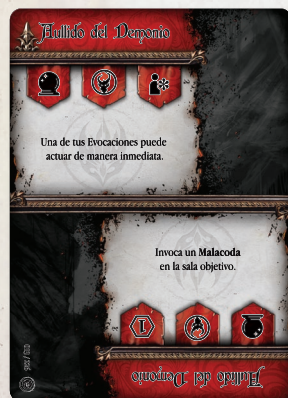 Aullido del Demonio
Una de tus Evocaciones puede
actuar de manera inmediata.
Invoca un Malacoda
en la sala objetivo.
1
Aullido del Demonio